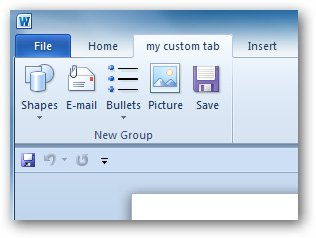 W
File Home my custom tab Insert
Shapes E-mail Bullets Picture Save
New Group